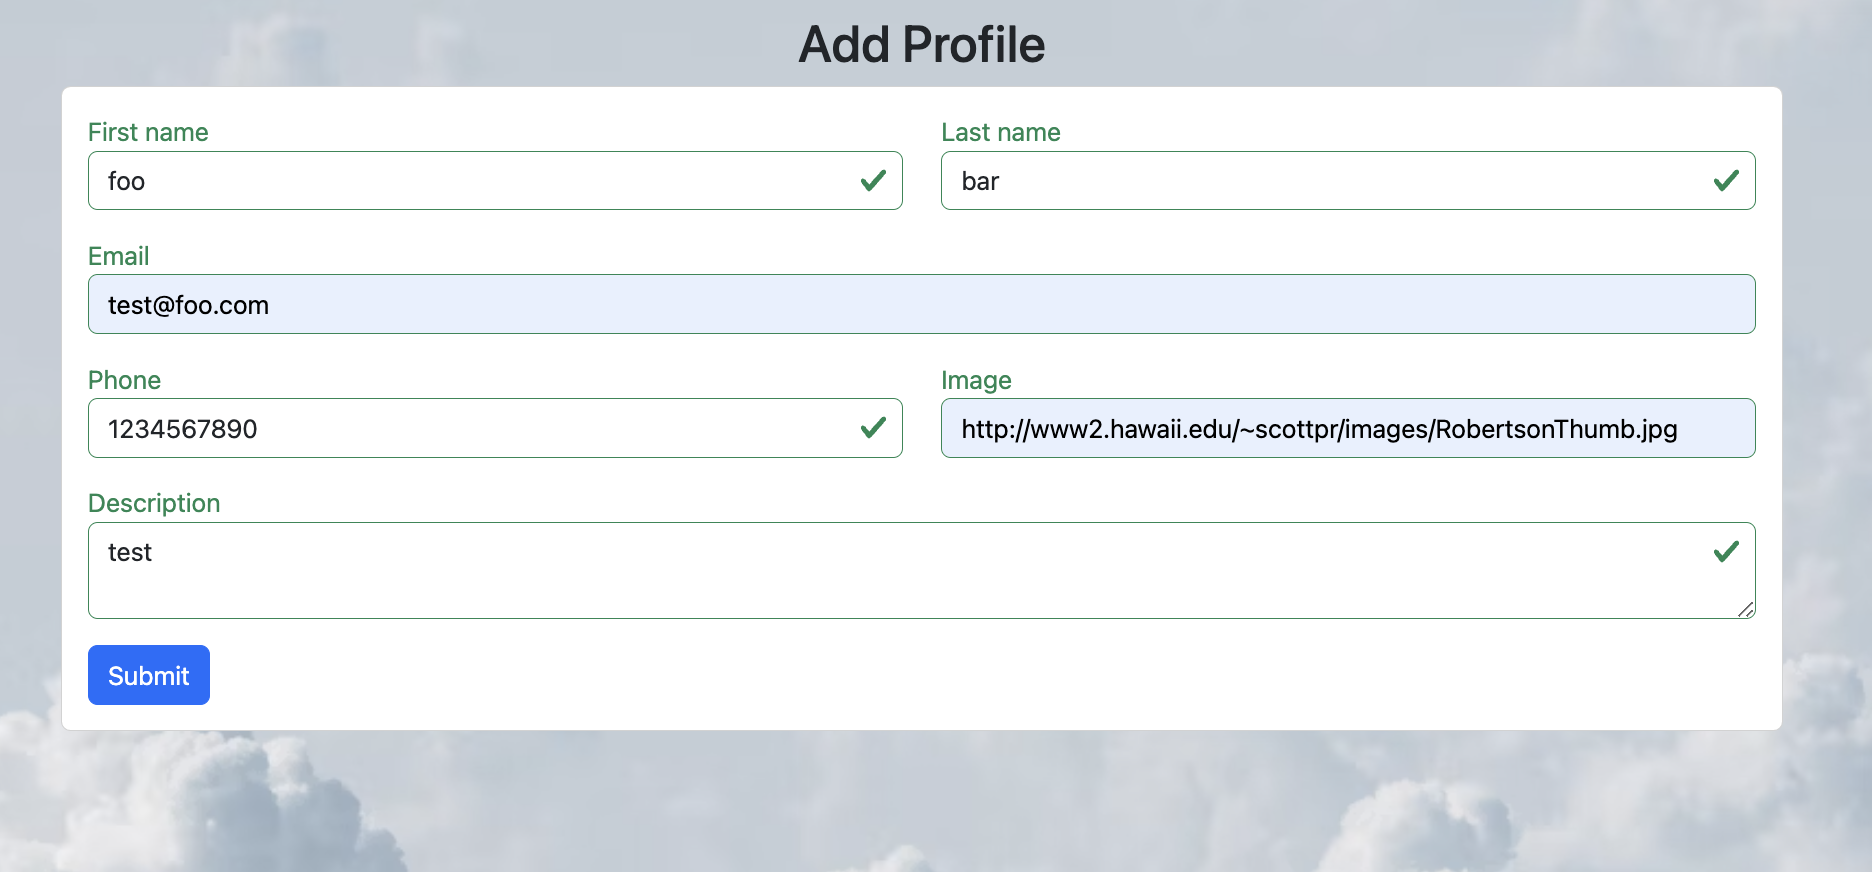 Add Profile
First name Last name
foo bar
Email
test@foo.com
Phone Image
1234567890 http://www2.hawaii.edu/~scottpr/images/RobertsonThumb.jpg
Description
test
Submit